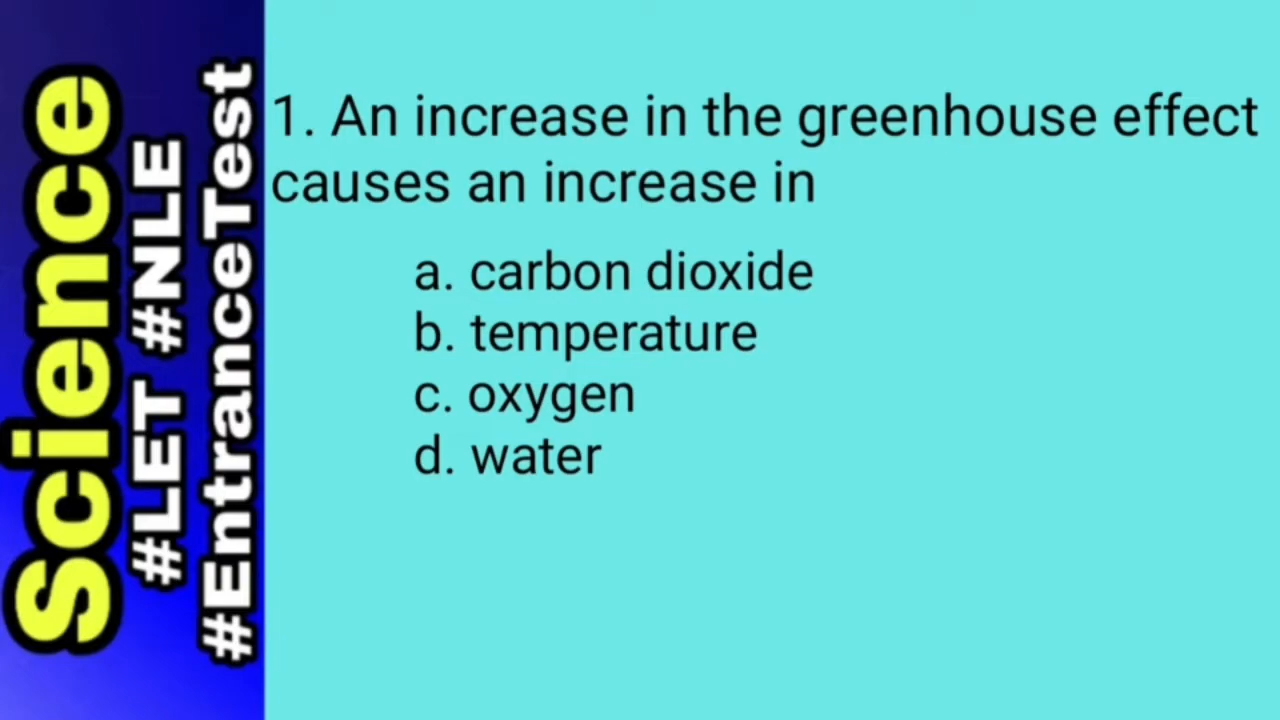 Science
#LET #NLE
#EntranceTest
1. An increase in the greenhouse effect
causes an increase in
a. carbon dioxide
b. temperature
c. oxygen
d. water